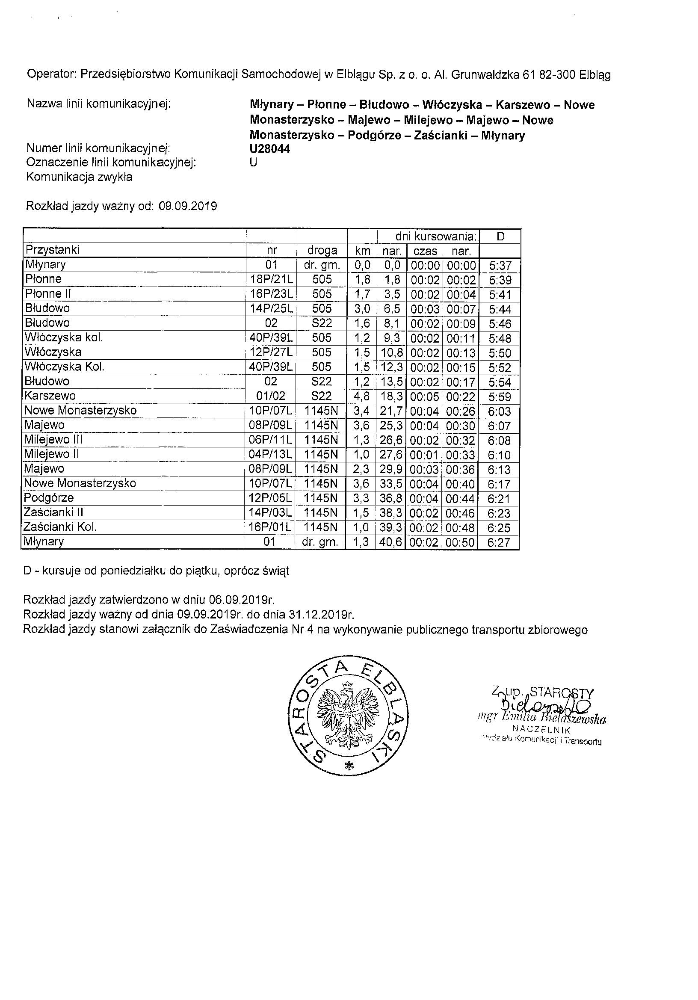 Operator: Przedsiębiorstwo Komunikacji Samochodowej w Elblągu Sp. z o. o. Al. Grunwaldzka 61 82-300 Elbląg
Nazwa linii komunikacyjnej: Młynary – Płonne – Błudowo – Włóczyska – Karszewo – Nowe
Monasterzysko – Majewo – Milejewo – Majewo – Nowe
Monasterzysko – Podgórze – Zaścianki – Młynary
Numer linii komunikacyjnej: U28044
Oznaczenie linii komunikacyjnej: U
Komunikacja zwykła
Rozkład jazdy ważny od: 09.09.2019
dni kursowania: D
Przystanki nr droga km nar. czas nar.
Młynary 01 dr. gm. 0,0 0,0 00:00 00:00 5:37
Płonne 18P/21L 505 1,8 1,8 00:02 00:02 5:39
Płonne II 16P/23L 505 1,7 3,5 00:02 00:04 5:41
Błudowo 14P/25L 505 3,0 6,5 00:03 00:07 5:44
Błudowo 02 S22 1,6 8,1 00:02 00:09 5:46
Włóczyska kol. 40P/39L 505 1,2 9,3 00:02 00:11 5:48
Włóczyska 12P/27L 505 1,5 10,8 00:02 00:13 5:50
Włóczyska Kol. 40P/39L 505 1,5 12,3 00:02 00:15 5:52
Błudowo 02 S22 1,2 13,5 00:02 00:17 5:54
Karszewo 01/02 S22 4,8 18,3 00:05 00:22 5:59
Nowe Monasterzysko 10P/07L 1145N 3,4 21,7 00:04 00:26 6:03
Majewo 08P/09L 1145N 3,6 25,3 00:04 00:30 6:07
Milejewo III 06P/11L 1145N 1,3 26,6 00:02 00:32 6:08
Milejewo II 04P/13L 1145N 1,0 27,6 00:01 00:33 6:10
Majewo 08P/09L 1145N 2,3 29,9 00:03 00:36 6:13
Nowe Monasterzysko 10P/07L 1145N 3,6 33,5 00:04 00:40 6:17
Podgórze 12P/05L 1145N 3,3 36,8 00:04 00:44 6:21
Zaścianki II 14P/03L 1145N 1,5 38,3 00:02 00:46 6:23
Zaścianki Kol. 16P/01L 1145N 1,0 39,3 00:02 00:48 6:25
Młynary 01 dr. gm. 1,3 40,6 00:02 00:50 6:27
D - kursuje od poniedziałku do piątku, oprócz świąt
Rozkład jazdy zatwierdzono w dniu 06.09.2019r.
Rozkład jazdy ważny od dnia 09.09.2019r. do dnia 31.12.2019r.
Rozkład jazdy stanowi załącznik do Zaświadczenia Nr 4 na wykonywanie publicznego transportu zbiorowego
STAROSTA ELBLĄSKI *
Z up. STAROSTY
mgr Emilia Bielaszewska
NACZELNIK
Wydziału Komunikacji i Transportu